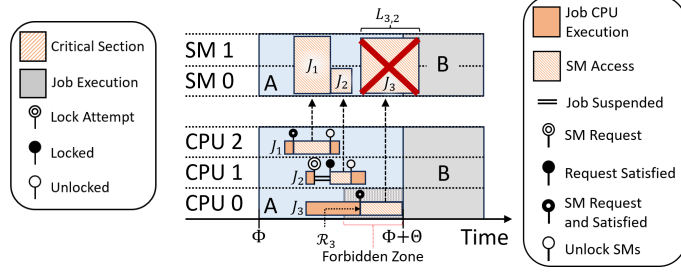 Critical Section
Job Execution
Lock Attempt
Locked
Unlocked
L3,2
SM 1
SM 0
A
J1
J2
J3
B
CPU 2
CPU 1
CPU 0
J1
J2
J3
A
B
Φ
R3
Φ+Θ
Time
Forbidden Zone
Job CPU
Execution
SM Access
Job Suspended
SM Request
Request Satisfied
SM Request
and Satisfied
Unlock SMs